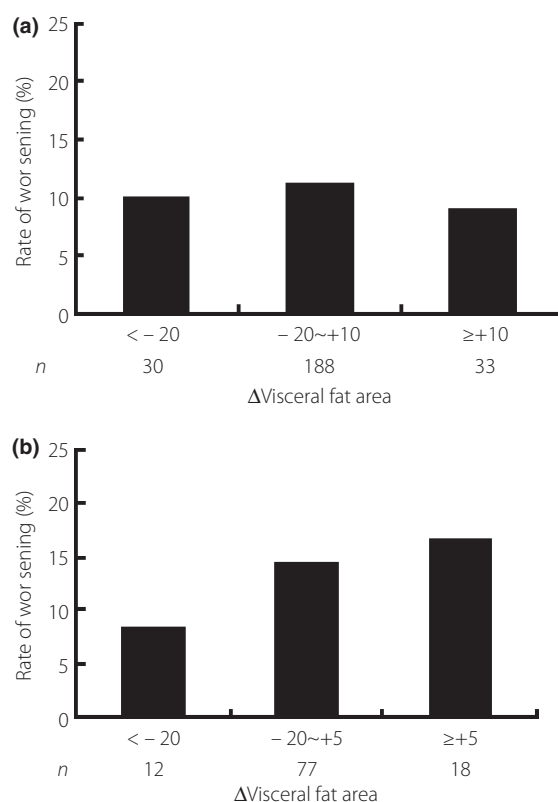 (a)
25
20
15
10
5
0
Rate of wor sening (%)
< – 20 – 20~+10 ≥+10
n 30 188 33
ΔVisceral fat area
(b)
25
20
15
10
5
0
Rate of wor sening (%)
< – 20 – 20~+5 ≥+5
n 12 77 18
ΔVisceral fat area